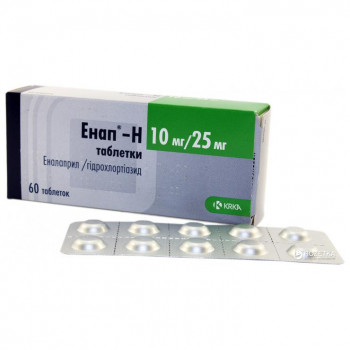 Енап®-Н
10 мг/25 мг
таблетки
Еналаприл/гідрохлортіазид
60 таблеток
KRKA